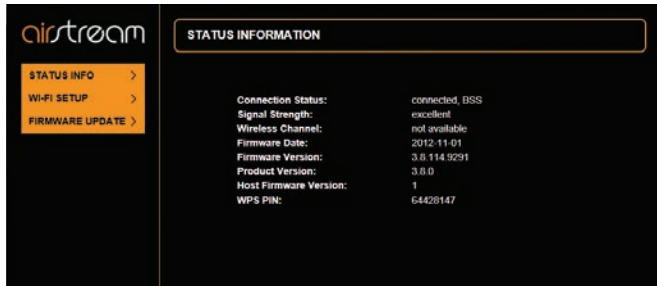 airstream
STATUS INFORMATION
STATUS INFO >
WI-FI SETUP >
FIRMWARE UPDATE >
Connection Status: connected, BSS
Signal Strength: excellent
Wireless Channel: not available
Firmware Date: 2012-11-01
Firmware Version: 3.8.114.9291
Product Version: 3.8.0
Host Firmware Version: 1
WPS PIN: 64428147